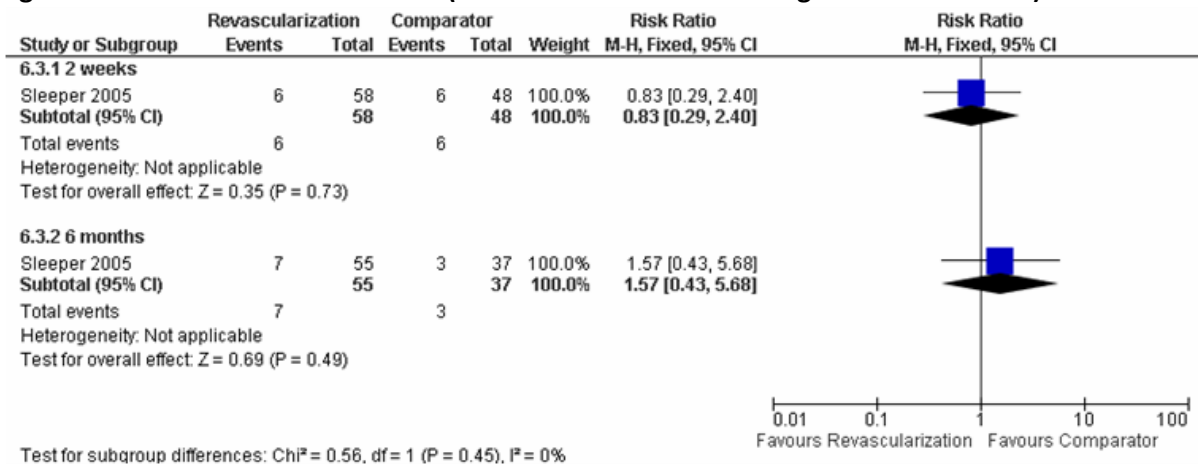 Revascularization Comparator Risk Ratio Risk Ratio
Study or Subgroup Events Total Events Total Weight M-H, Fixed, 95% CI M-H, Fixed, 95% CI
6.3.1 2 weeks
Sleeper 2005 6 58 6 48 100.0% 0.83 [0.29, 2.40]
Subtotal (95% CI) 58 48 100.0% 0.83 [0.29, 2.40]
Total events 6 6
Heterogeneity: Not applicable
Test for overall effect: Z = 0.35 (P = 0.73)
6.3.2 6 months
Sleeper 2005 7 55 3 37 100.0% 1.57 [0.43, 5.68]
Subtotal (95% CI) 55 37 100.0% 1.57 [0.43, 5.68]
Total events 7 3
Heterogeneity: Not applicable
Test for overall effect: Z = 0.69 (P = 0.49)
0.01 0.1 1 10 100
Favours Revascularization Favours Comparator
Test for subgroup differences: Chi² = 0.56, df = 1 (P = 0.45), I² = 0%